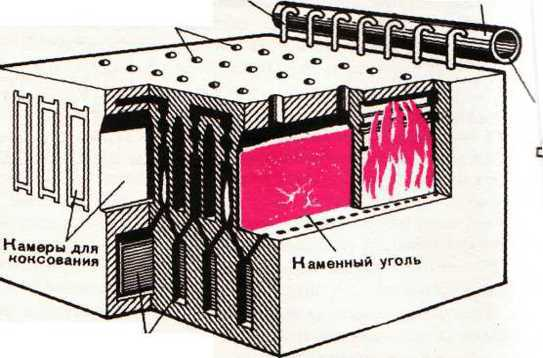 Камеры для
коксования
Каменный уголь